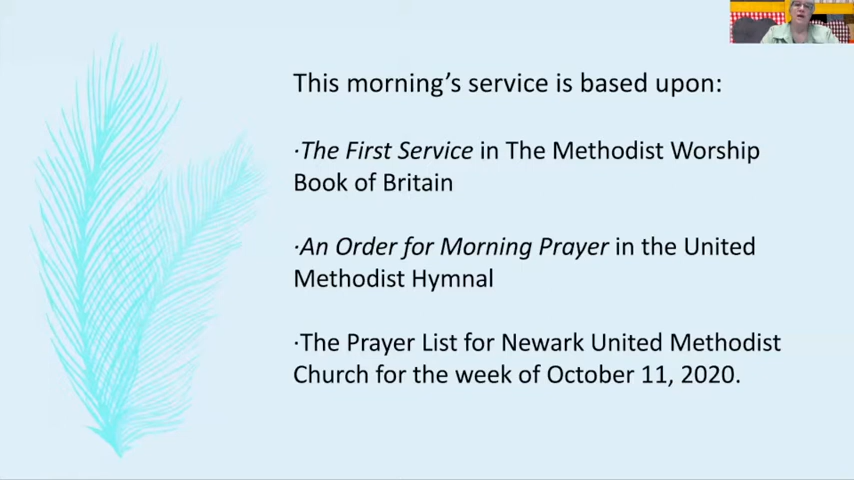 This morning's service is based upon:
·The First Service in The Methodist Worship
Book of Britain
·An Order for Morning Prayer in the United
Methodist Hymnal
·The Prayer List for Newark United Methodist
Church for the week of October 11, 2020.